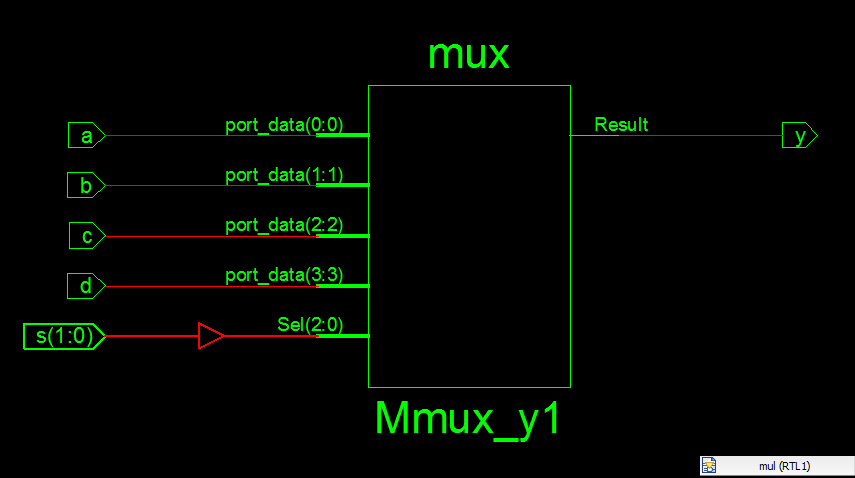 mux
a
port_data(0:0)
Result
y
b
port_data(1:1)
c
port_data(2:2)
d
port_data(3:3)
s(1:0)
Sel(2:0)
Mmux_y1
mul (RTL1)